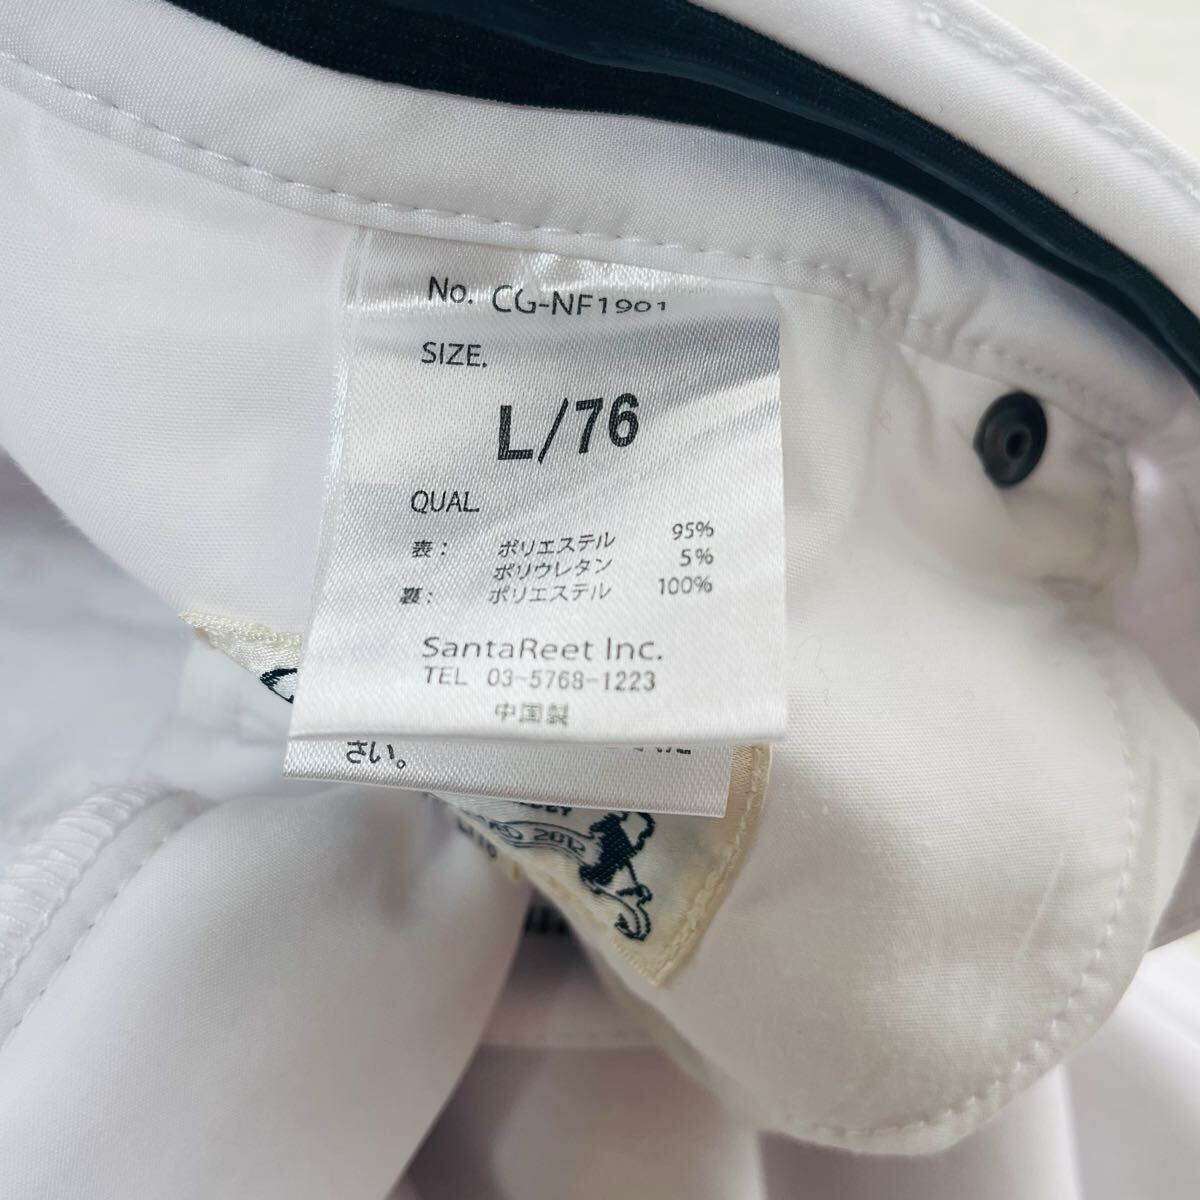 No. CG-NF1901
SIZE.
L/76
QUAL.
表: ポリエステル 95%
ポリウレタン 5%
裏: ポリエステル 100%
SantaReet Inc.
TEL 03-5768-1223
中国製
さい。
2012